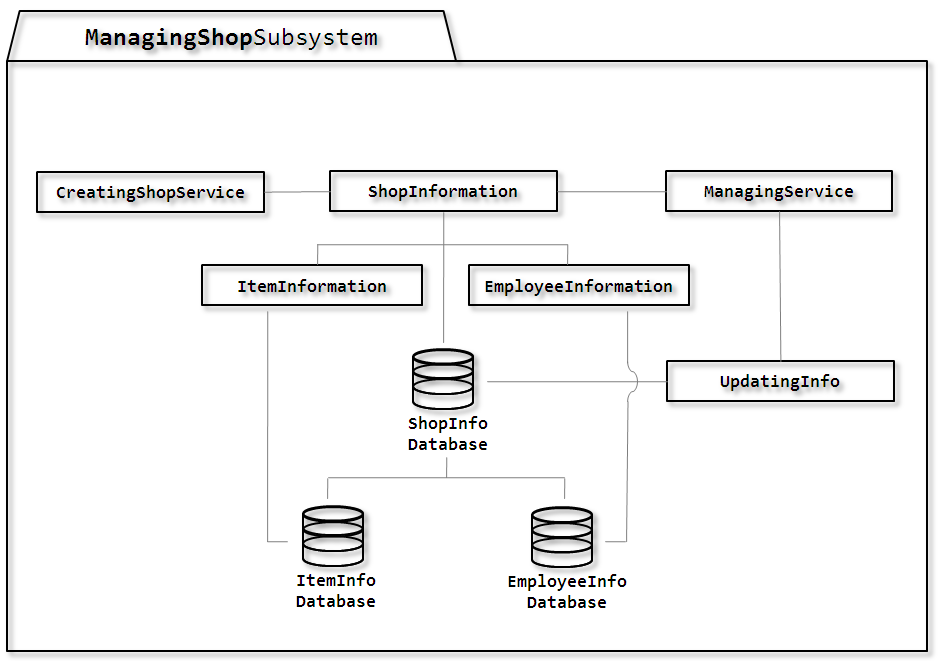 ManagingShopSubsystem
CreatingShopService
ShopInformation
ManagingService
ItemInformation
EmployeeInformation
UpdatingInfo
ShopInfo
Database
ItemInfo
Database
EmployeeInfo
Database